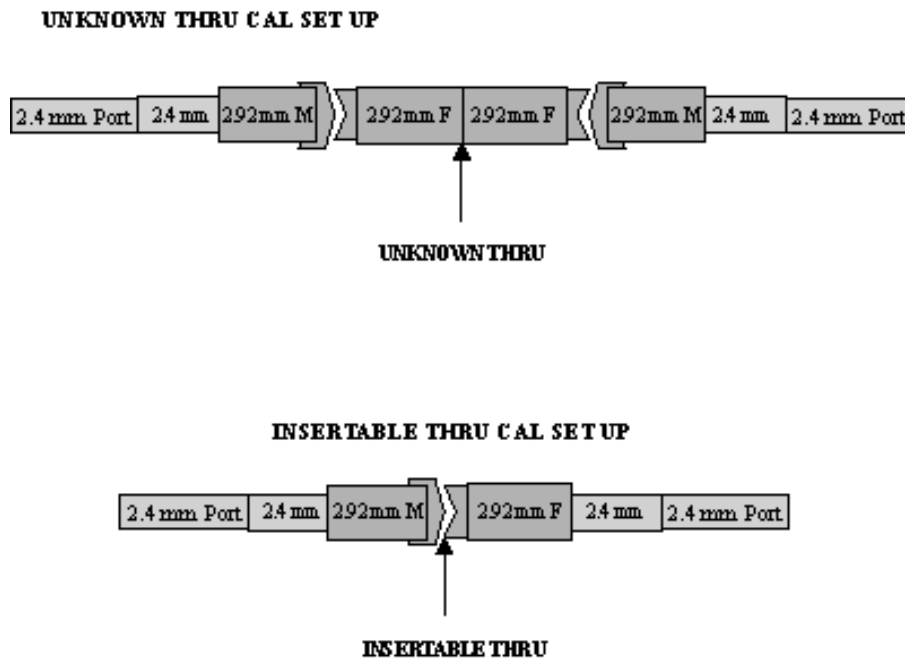 UNKNOWN THRU CAL SET UP
2.4 mm Port 2.4 mm 292mm M 292mm F 292mm F 292mm M 2.4 mm 2.4 mm Port
UNKNOWN THRU
INSERTABLE THRU CAL SET UP
2.4 mm Port 2.4 mm 292mm M 292mm F 2.4 mm 2.4 mm Port
INSERTABLE THRU